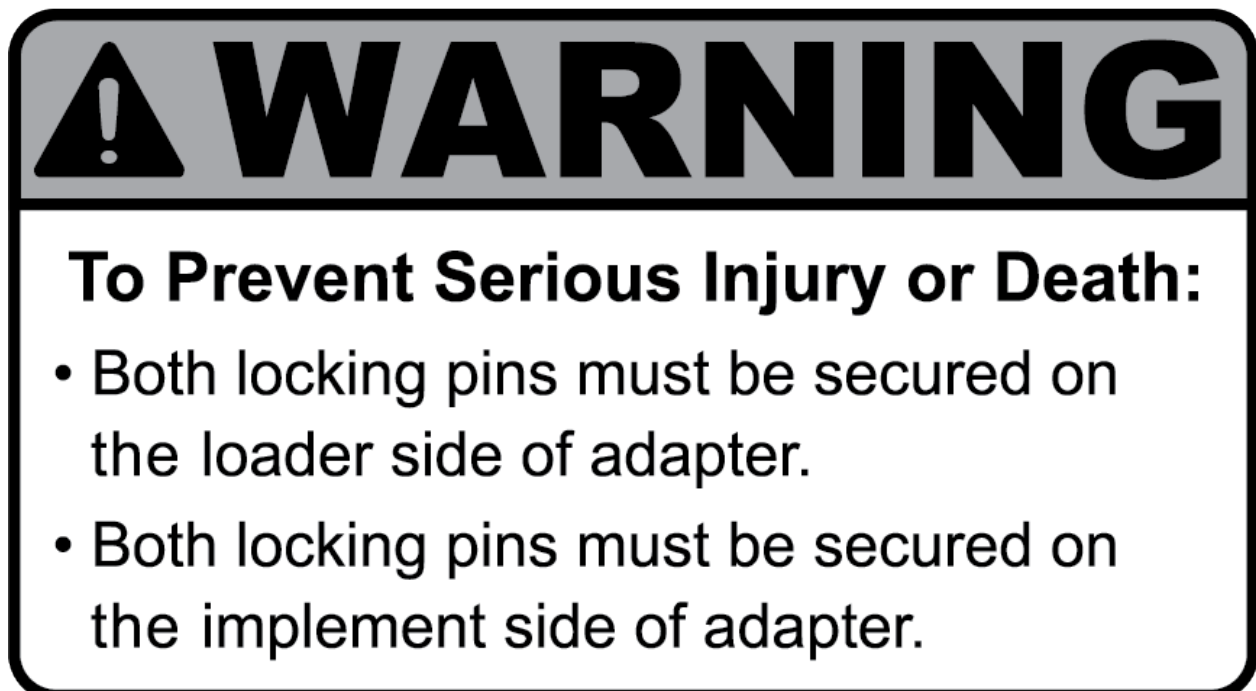 WARNING
To Prevent Serious Injury or Death:
• Both locking pins must be secured on
the loader side of adapter.
• Both locking pins must be secured on
the implement side of adapter.